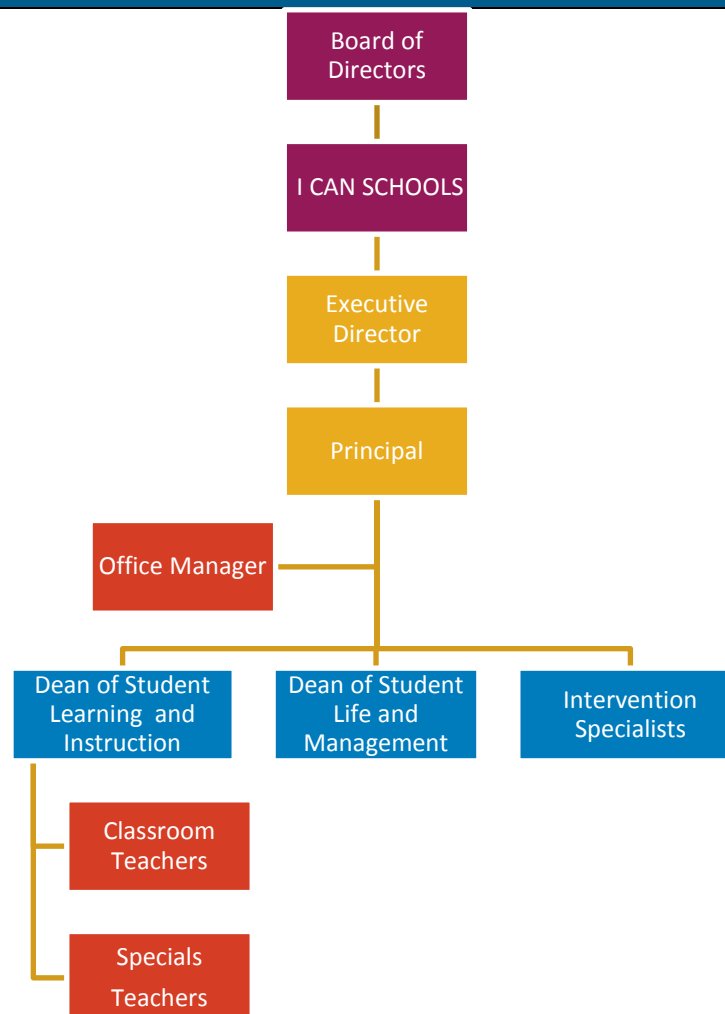 Board of
Directors
I CAN SCHOOLS
Executive
Director
Principal
Office Manager
Dean of Student
Learning and
Instruction
Dean of Student
Life and
Management
Intervention
Specialists
Classroom
Teachers
Specials
Teachers